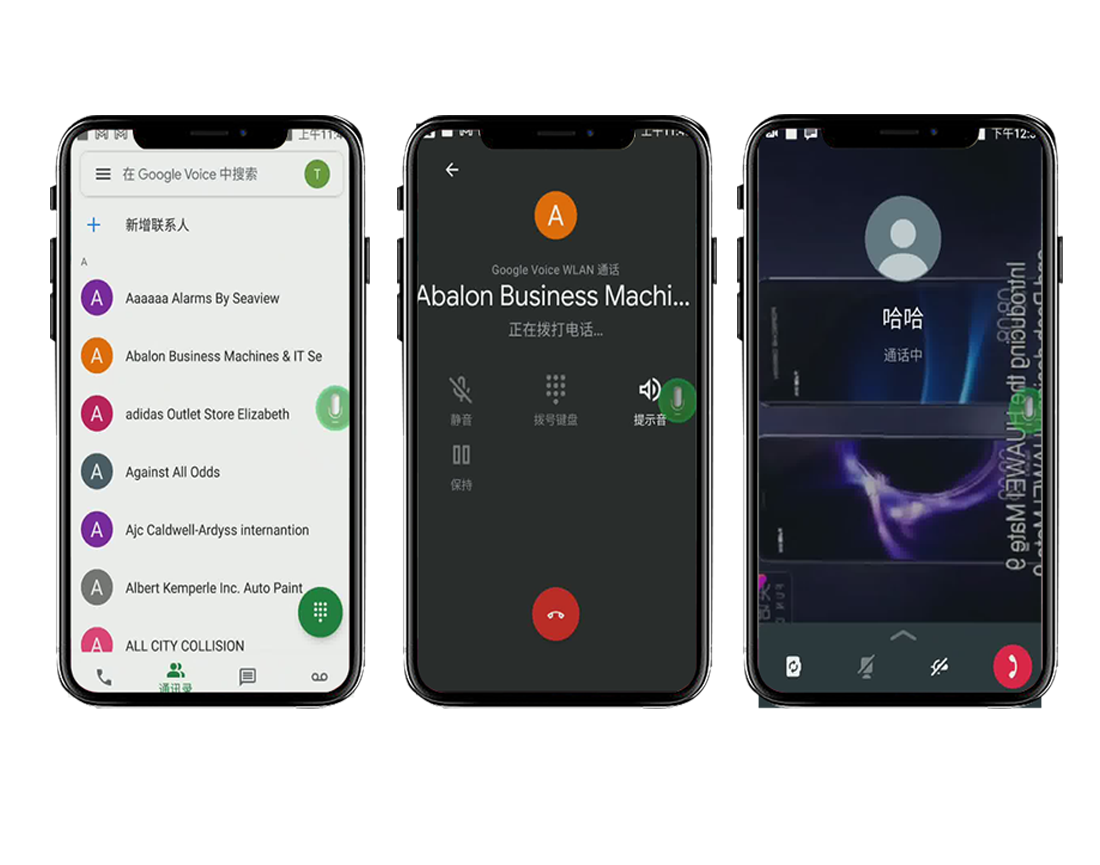 上午11:4
在 Google Voice 中搜索
T
新增联系人
A
A
Aaaaaa Alarms By Seaview
A
Abalon Business Machines & IT Se
A
adidas Outlet Store Elizabeth
A
Against All Odds
A
Ajc Caldwell-Ardyss internantion
A
Albert Kemperle Inc. Auto Paint
A
ALL CITY COLLISION
通讯录
上午11:4
A
Google Voice WLAN 通话
Abalon Business Machi...
正在拨打电话...
静音
拨号键盘
提示音
保持
下午12:
哈哈
通话中
Introducing the HUAWEI Mate 9